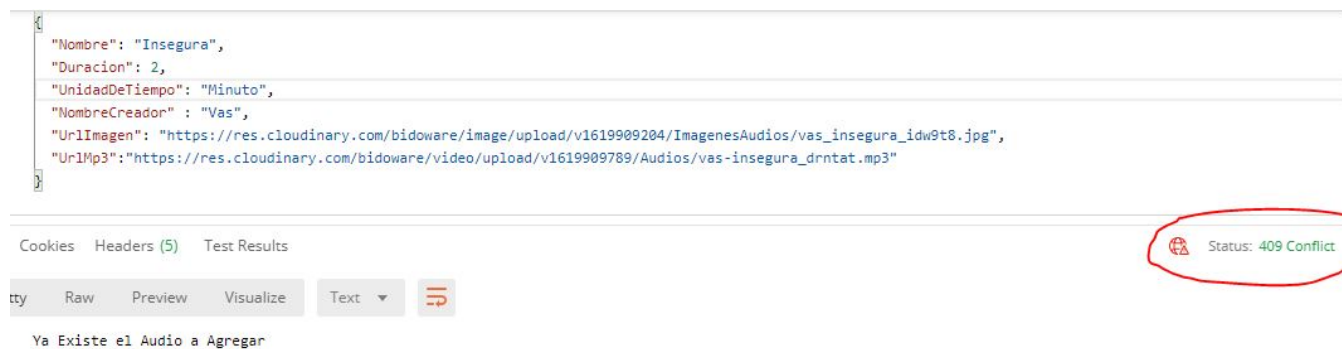 {
"Nombre": "Insegura",
"Duracion": 2,
"UnidadDeTiempo": "Minuto",
"NombreCreador" : "Vas",
"UrlImagen": "https://res.cloudinary.com/bidoware/image/upload/v1619909204/ImagenesAudios/vas_insegura_idw9t8.jpg",
"UrlMp3":"https://res.cloudinary.com/bidoware/video/upload/v1619909789/Audios/vas-insegura_drntat.mp3"
}
Cookies Headers (5) Test Results Status: 409 Conflict
tty Raw Preview Visualize Text
Ya Existe el Audio a Agregar